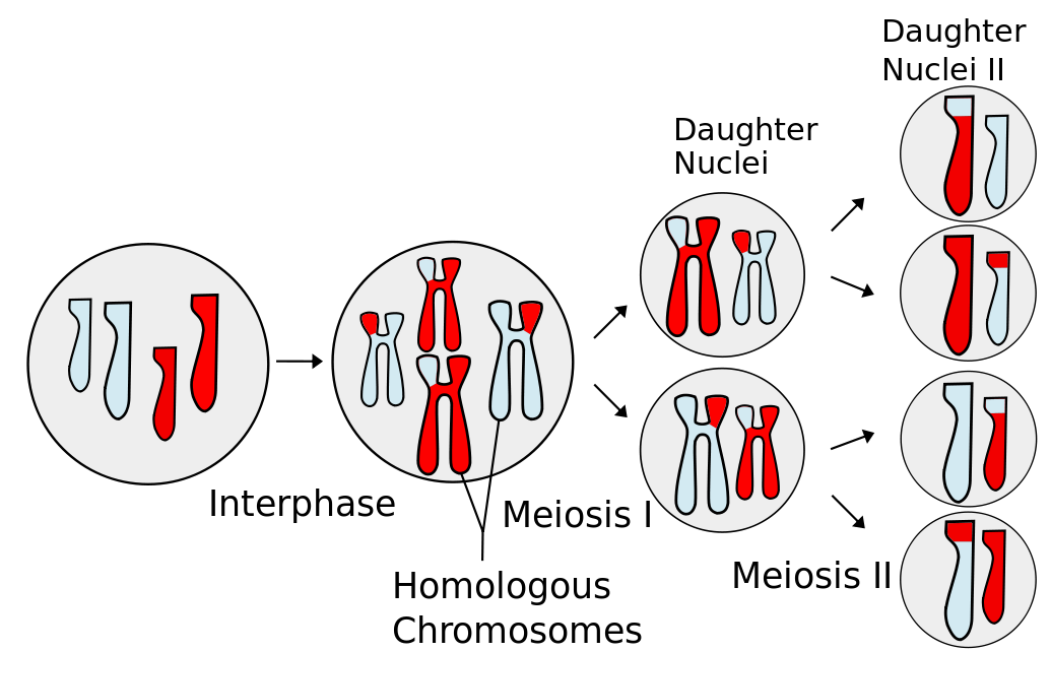 Daughter
Nuclei II
Daughter
Nuclei
Interphase
Meiosis I
Homologous
Chromosomes
Meiosis II